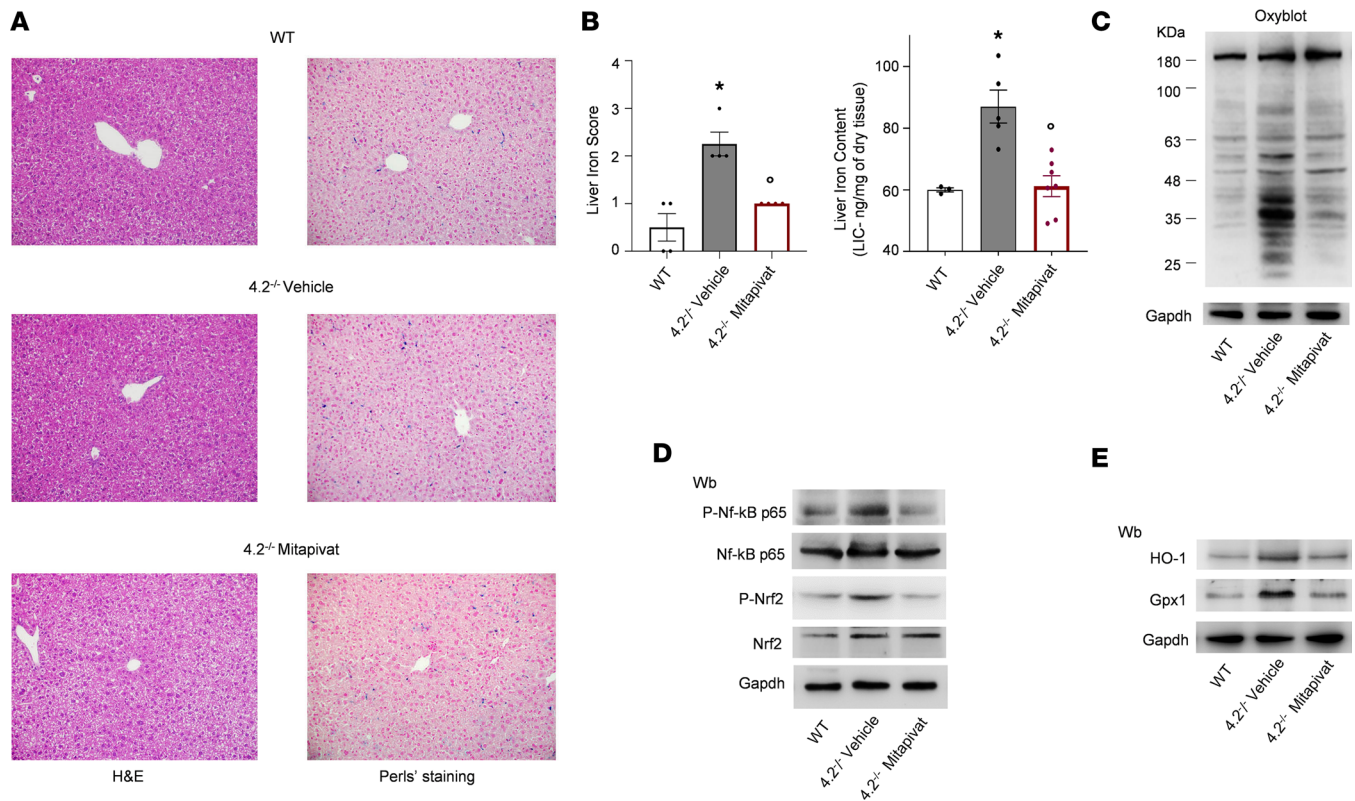 A
WT
4.2-/- Vehicle
4.2-/- Mitapivat
H&E
Perls' staining
B
Liver Iron Score
4
3
2
1
0
*
°
WT
4.2-/- Vehicle
4.2-/- Mitapivat
Liver Iron Content
(LIC- ng/mg of dry tissue)
100
80
60
40
*
°
WT
4.2-/- Vehicle
4.2-/- Mitapivat
C
Oxyblot
KDa
180
100
63
48
35
25
Gapdh
WT
4.2-/- Vehicle
4.2-/- Mitapivat
D
Wb
P-Nf-kB p65
Nf-kB p65
P-Nrf2
Nrf2
Gapdh
WT
4.2-/- Vehicle
4.2-/- Mitapivat
E
Wb
HO-1
Gpx1
Gapdh
WT
4.2-/- Vehicle
4.2-/- Mitapivat